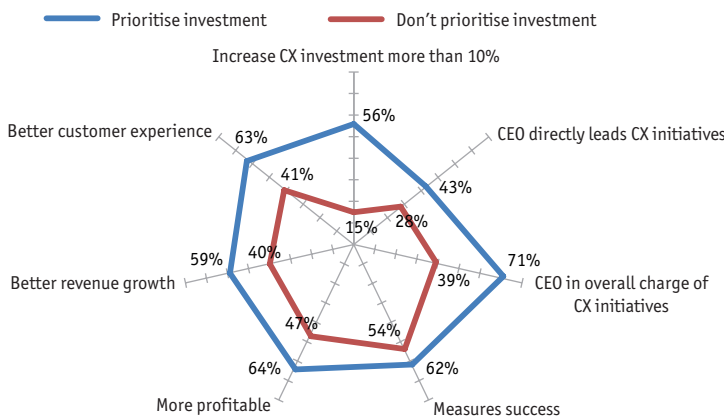 Prioritise investment
Don't prioritise investment
Increase CX investment more than 10%
56%
Better customer experience
63%
CEO directly leads CX initiatives
43%
41%
15%
28%
Better revenue growth
59%
40%
39%
71%
CEO in overall charge of
CX initiatives
47%
54%
64%
62%
More profitable
Measures success